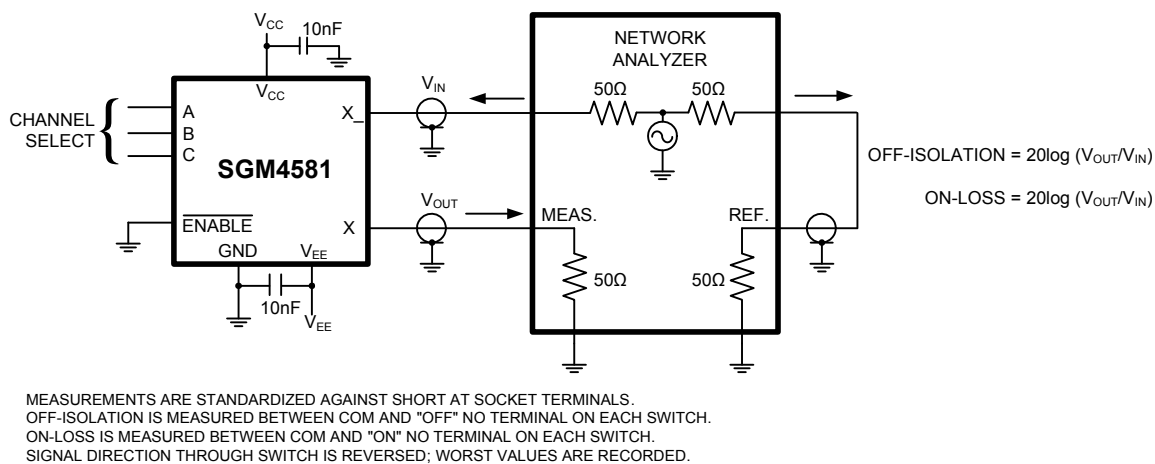 VCC
10nF
VCC
CHANNEL
SELECT
A
B
C
X_
SGM4581
ENABLE
X
GND
VEE
10nF
VEE
VIN
VOUT
NETWORK
ANALYZER
50Ω
50Ω
MEAS.
REF.
50Ω
50Ω
OFF-ISOLATION = 20log (VOUT/VIN)
ON-LOSS = 20log (VOUT/VIN)
MEASUREMENTS ARE STANDARDIZED AGAINST SHORT AT SOCKET TERMINALS.
OFF-ISOLATION IS MEASURED BETWEEN COM AND "OFF" NO TERMINAL ON EACH SWITCH.
ON-LOSS IS MEASURED BETWEEN COM AND "ON" NO TERMINAL ON EACH SWITCH.
SIGNAL DIRECTION THROUGH SWITCH IS REVERSED; WORST VALUES ARE RECORDED.